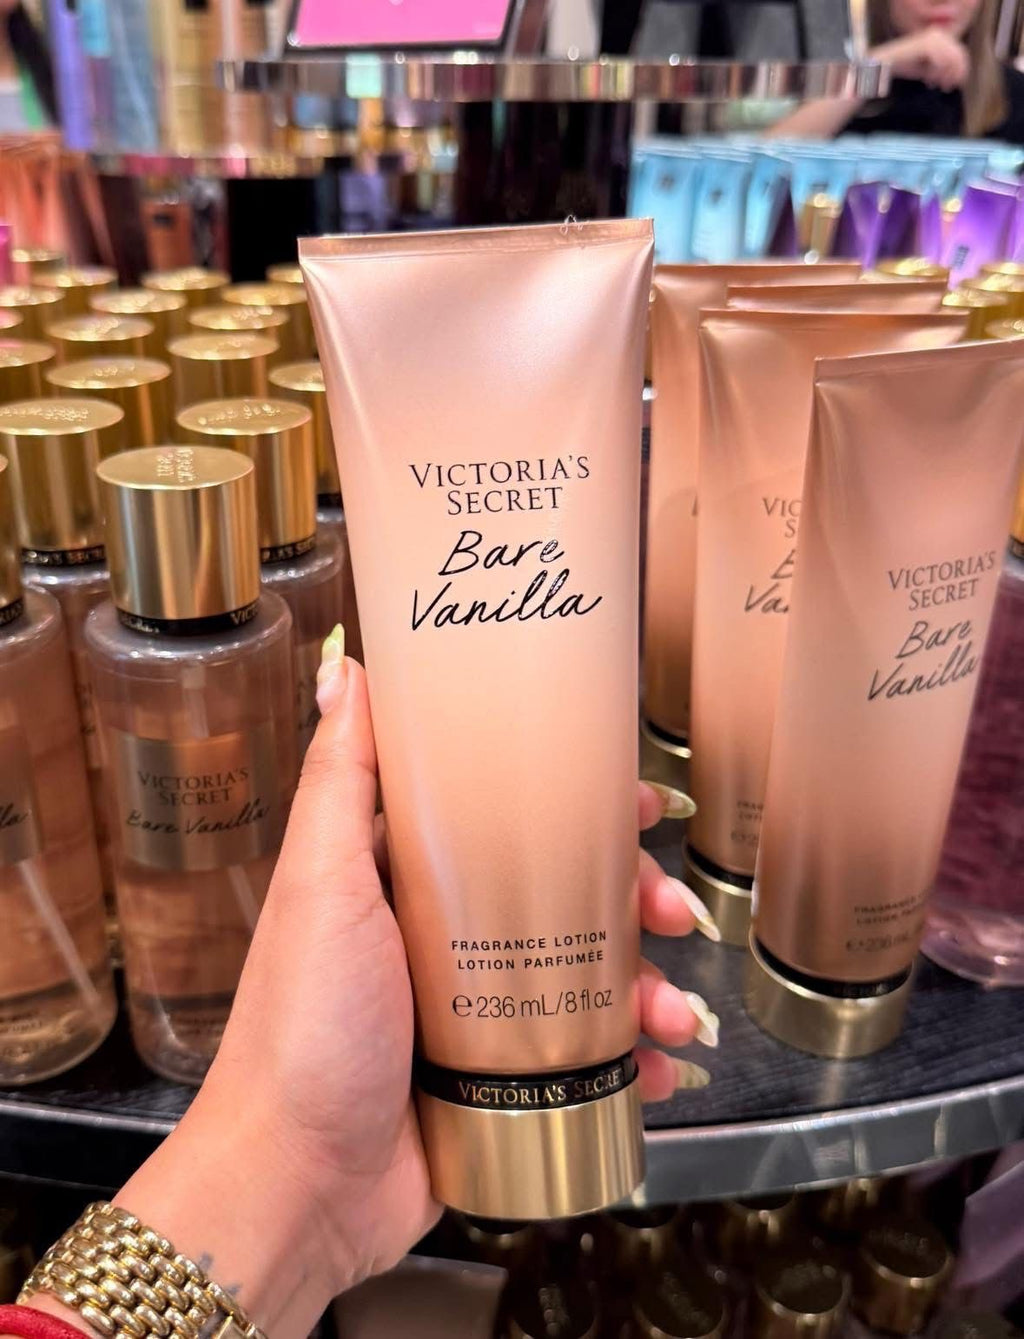 VICTORIA'S
SECRET
Bare
Vanilla
FRAGRANCE LOTION
LOTION PARFUMÉE
℮ 236 mL/8 fl oz
VICTORIA'S SECRET
VICTORIA'S
SECRET
Bare Vanilla
VICTORIA'S
SECRET
Bare
Vanilla